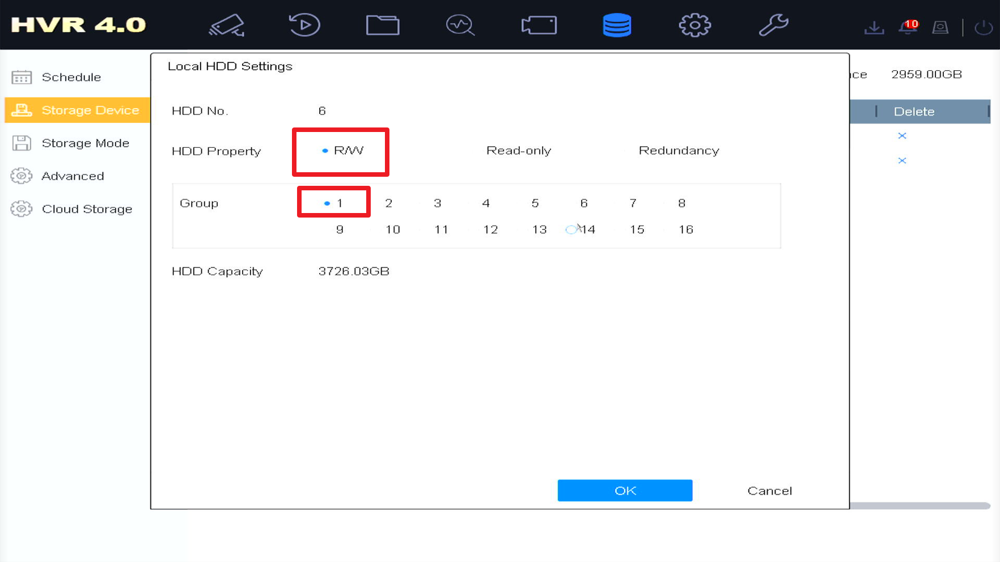 HVR 4.0
10
Schedule
Storage Device
Storage Mode
Advanced
Cloud Storage
Local HDD Settings
HDD No. 6
HDD Property R/W Read-only Redundancy
Group 1 2 3 4 5 6 7 8
9 10 11 12 13 14 15 16
HDD Capacity 3726.03GB
OK Cancel
2959.00GB
Delete